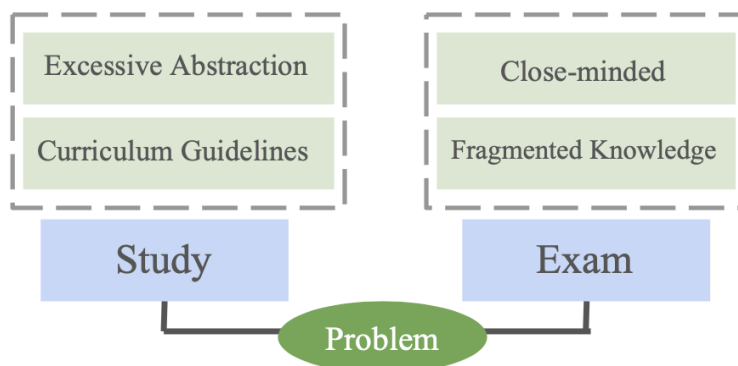 Excessive Abstraction
Curriculum Guidelines
Study
Close-minded
Fragmented Knowledge
Exam
Problem